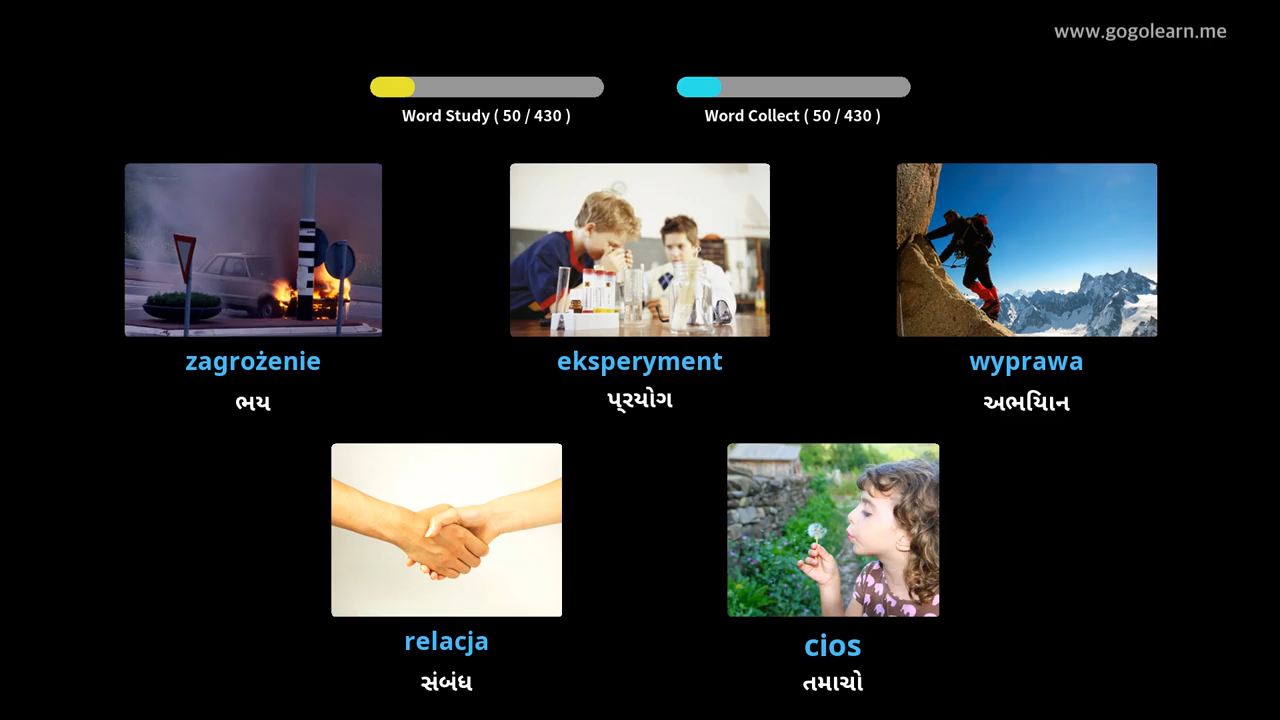 www.gogolearn.me
Word Study ( 50 / 430 )
Word Collect ( 50 / 430 )
zagrożenie
eksperyment
wyprawa
ભય
પ્રયોગ
અભિયાન
relacja
cios
સંબંધ
તમાચો